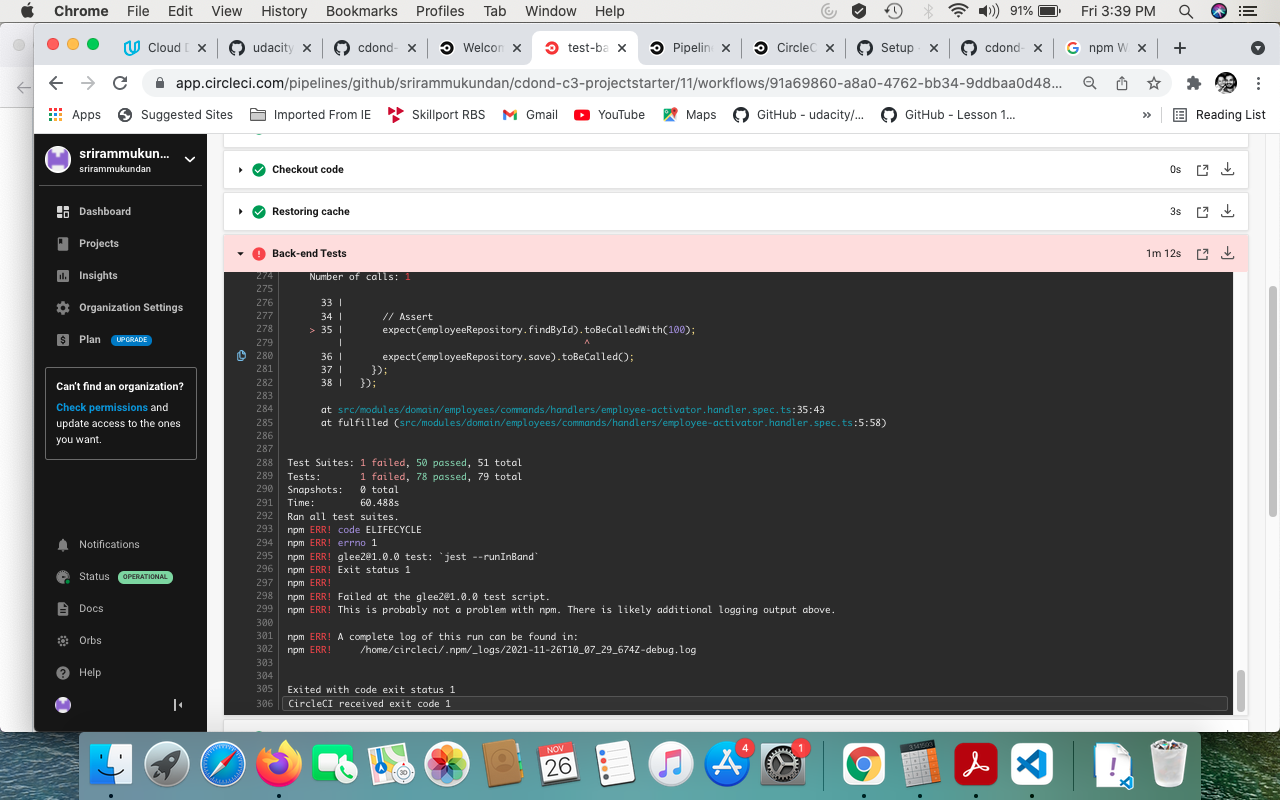 Chrome File Edit View History Bookmarks Profiles Tab Window Help 91% Fri 3:39 PM
Cloud D udacity cdond- Welcon test-ba Pipelin CircleC Setup - cdond- npm W
app.circleci.com/pipelines/github/srirammukundan/cdond-c3-projectstarter/11/workflows/91a69860-a8a0-4762-bb34-9ddbaa0d48...
Apps Suggested Sites Imported From IE Skillport RBS Gmail YouTube Maps GitHub - udacity/... GitHub - Lesson 1... » Reading List
srirammukun...
srirammukundan
Dashboard
Projects
Insights
Organization Settings
Plan UPGRADE
Can't find an organization?
Check permissions and
update access to the ones
you want.
Notifications
Status OPERATIONAL
Docs
Orbs
Help
Checkout code 0s
Restoring cache 3s
Back-end Tests 1m 12s
274 Number of calls: 1
275
276 33 |
277 34 | // Assert
278 > 35 | expect(employeeRepository.findById).toBeCalledWith(100);
279 | ^
280 36 | expect(employeeRepository.save).toBeCalled();
281 37 | });
282 38 | });
283
284 at src/modules/domain/employees/commands/handlers/employee-activator.handler.spec.ts:35:43
285 at fulfilled (src/modules/domain/employees/commands/handlers/employee-activator.handler.spec.ts:5:58)
286
287
288 Test Suites: 1 failed, 50 passed, 51 total
289 Tests: 1 failed, 78 passed, 79 total
290 Snapshots: 0 total
291 Time: 60.488s
292 Ran all test suites.
293 npm ERR! code ELIFECYCLE
294 npm ERR! errno 1
295 npm ERR! glee2@1.0.0 test: `jest --runInBand`
296 npm ERR! Exit status 1
297 npm ERR!
298 npm ERR! Failed at the glee2@1.0.0 test script.
299 npm ERR! This is probably not a problem with npm. There is likely additional logging output above.
300
301 npm ERR! A complete log of this run can be found in:
302 npm ERR! /home/circleci/.npm/_logs/2021-11-26T10_07_29_674Z-debug.log
303
304
305 Exited with code exit status 1
306 CircleCI received exit code 1
NOV
26
3D
4
1